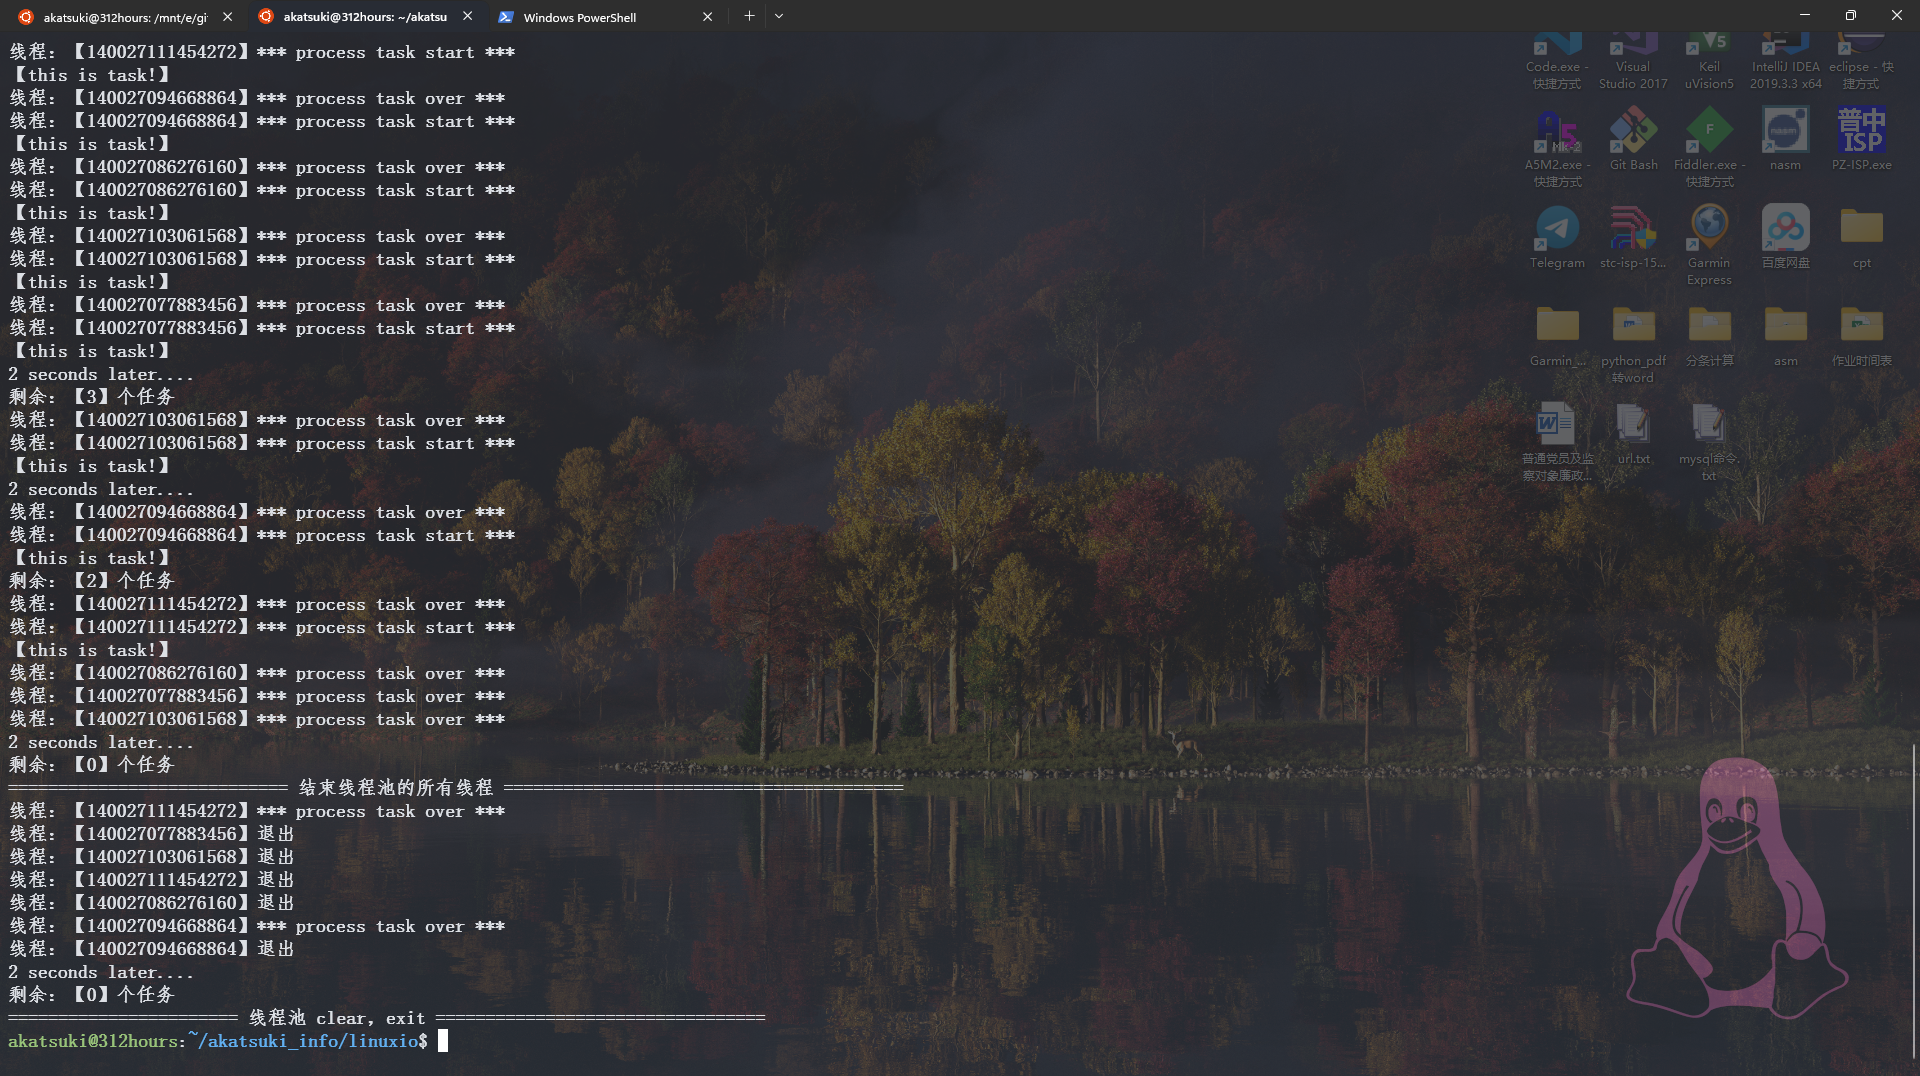 akatsuki@312hours: /mnt/e/gi
akatsuki@312hours: ~/akatsu
Windows PowerShell
线程: 【140027111454272】*** process task start ***
【this is task!】
线程: 【140027094668864】*** process task over ***
线程: 【140027094668864】*** process task start ***
【this is task!】
线程: 【140027086276160】*** process task over ***
线程: 【140027086276160】*** process task start ***
【this is task!】
线程: 【140027103061568】*** process task over ***
线程: 【140027103061568】*** process task start ***
【this is task!】
线程: 【140027077883456】*** process task over ***
线程: 【140027077883456】*** process task start ***
【this is task!】
2 seconds later....
剩余: 【3】个任务
线程: 【140027103061568】*** process task over ***
线程: 【140027103061568】*** process task start ***
【this is task!】
2 seconds later....
线程: 【140027094668864】*** process task over ***
线程: 【140027094668864】*** process task start ***
【this is task!】
剩余: 【2】个任务
线程: 【140027111454272】*** process task over ***
线程: 【140027111454272】*** process task start ***
【this is task!】
线程: 【140027086276160】*** process task over ***
线程: 【140027077883456】*** process task over ***
线程: 【140027103061568】*** process task over ***
2 seconds later....
剩余: 【0】个任务
============================ 结束线程池的所有线程 ========================================
线程: 【140027111454272】*** process task over ***
线程: 【140027077883456】退出
线程: 【140027103061568】退出
线程: 【140027111454272】退出
线程: 【140027086276160】退出
线程: 【140027094668864】*** process task over ***
线程: 【140027094668864】退出
2 seconds later....
剩余: 【0】个任务
======================= 线程池 clear, exit =================================
akatsuki@312hours:~/akatsuki_info/linuxio$
Code.exe -
快捷方式
Visual
Studio 2017
Keil
uVision5
IntelliJ IDEA
2019.3.3 x64
eclipse - 快
捷方式
A5M2.exe -
快捷方式
Git Bash
Fiddler.exe -
快捷方式
nasm
普中
ISP
PZ-ISP.exe
Telegram
stc-isp-15...
Garmin
Express
百度网盘
cpt
Garmin_...
python_pdf
转word
分条计算
asm
作业时间表
普通党员及监
察对象廉政...
url.txt
mysql命令.
txt